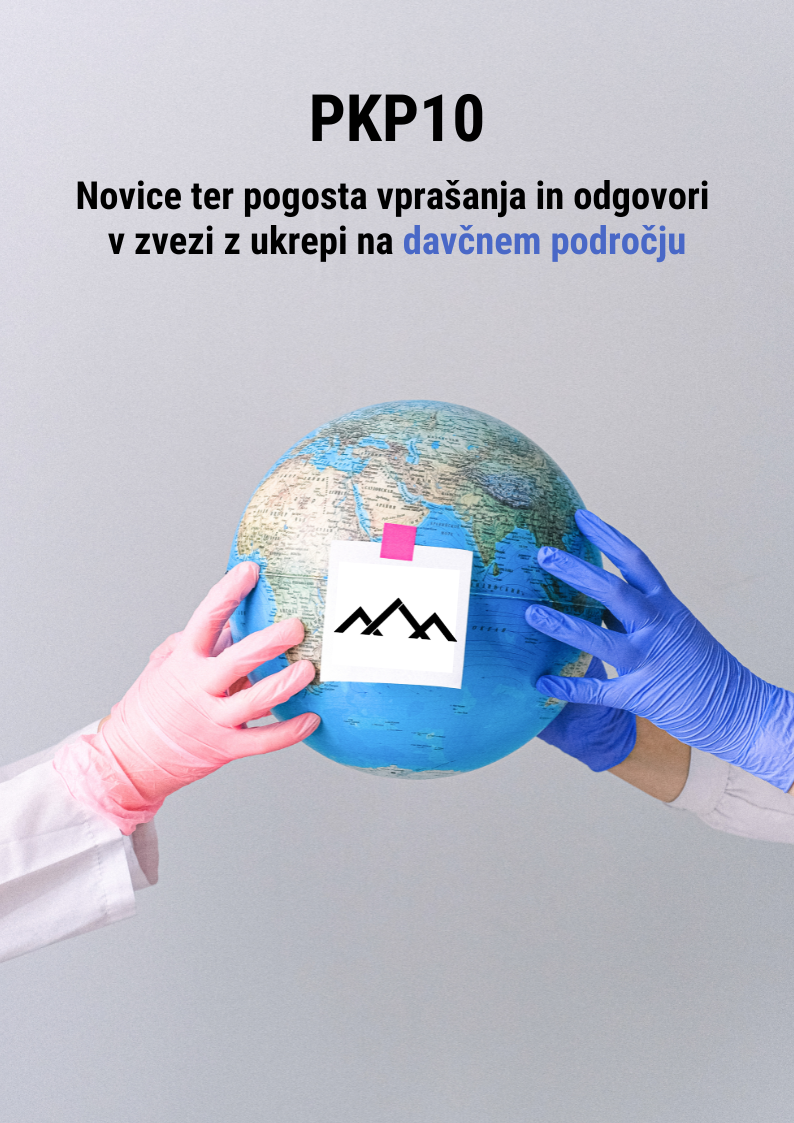 PKP10
Novice ter pogosta vprašanja in odgovori
v zvezi z ukrepi na davčnem področju